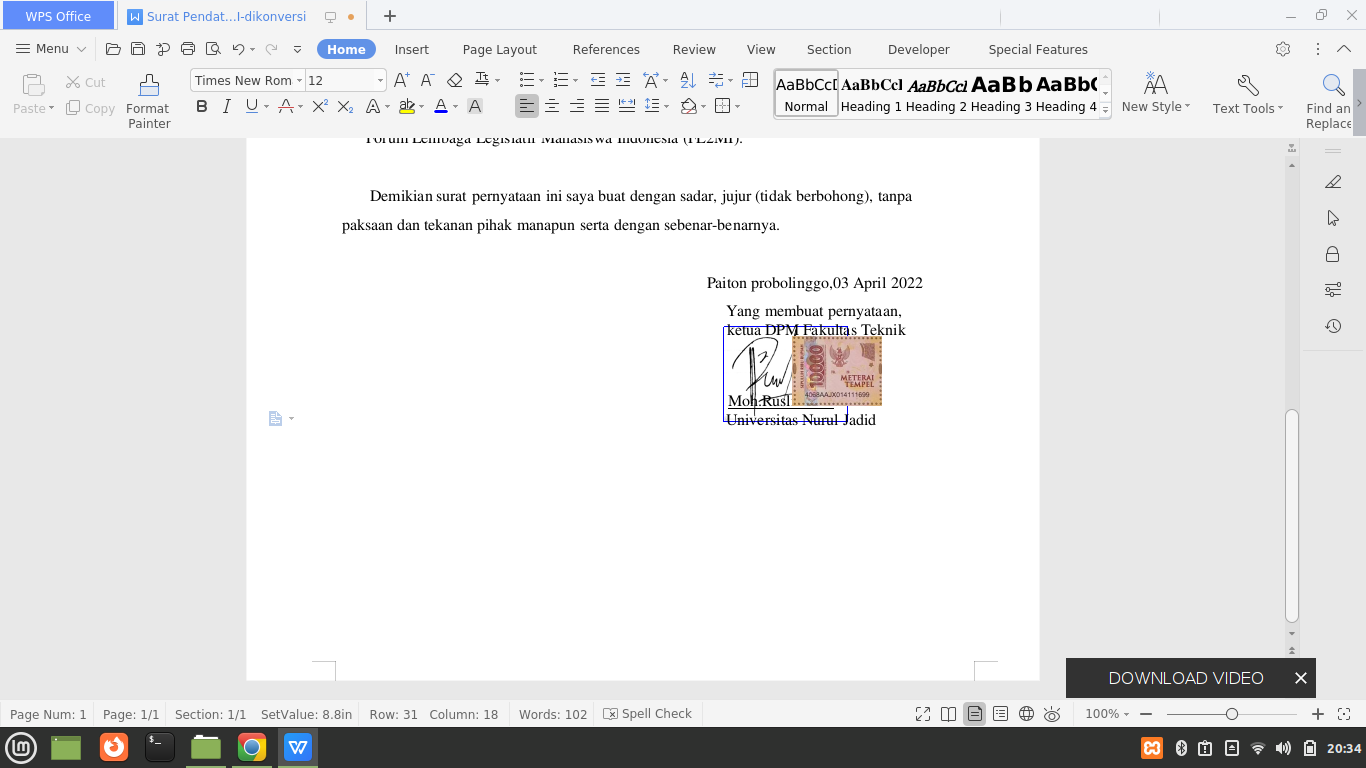 WPS Office
Surat Pendat...I-dikonversi
Menu
Home
Insert
Page Layout
References
Review
View
Section
Developer
Special Features
Paste
Cut
Copy
Format
Painter
Times New Rom
12
AaBbCcD
Normal
AaBbCcI
Heading 1
AaBbCcI
Heading 2
AaBb
Heading 3
AaBbC
Heading 4
New Style
Text Tools
Find an
Replace
Forum Lembaga Legislatif Mahasiswa Indonesia (FL2MI).
Demikian surat pernyataan ini saya buat dengan sadar, jujur (tidak berbohong), tanpa
paksaan dan tekanan pihak manapun serta dengan sebenar-benarnya.
Paiton probolinggo,03 April 2022
Yang membuat pernyataan,
ketua DPM Fakultas Teknik
10000
METERAI
TEMPEL
4068AAJX014111699
Moh.Rusl
Universitas Nurul Jadid
DOWNLOAD VIDEO
Page Num: 1
Page: 1/1
Section: 1/1
SetValue: 8.8in
Row: 31
Column: 18
Words: 102
Spell Check
100%
20:34